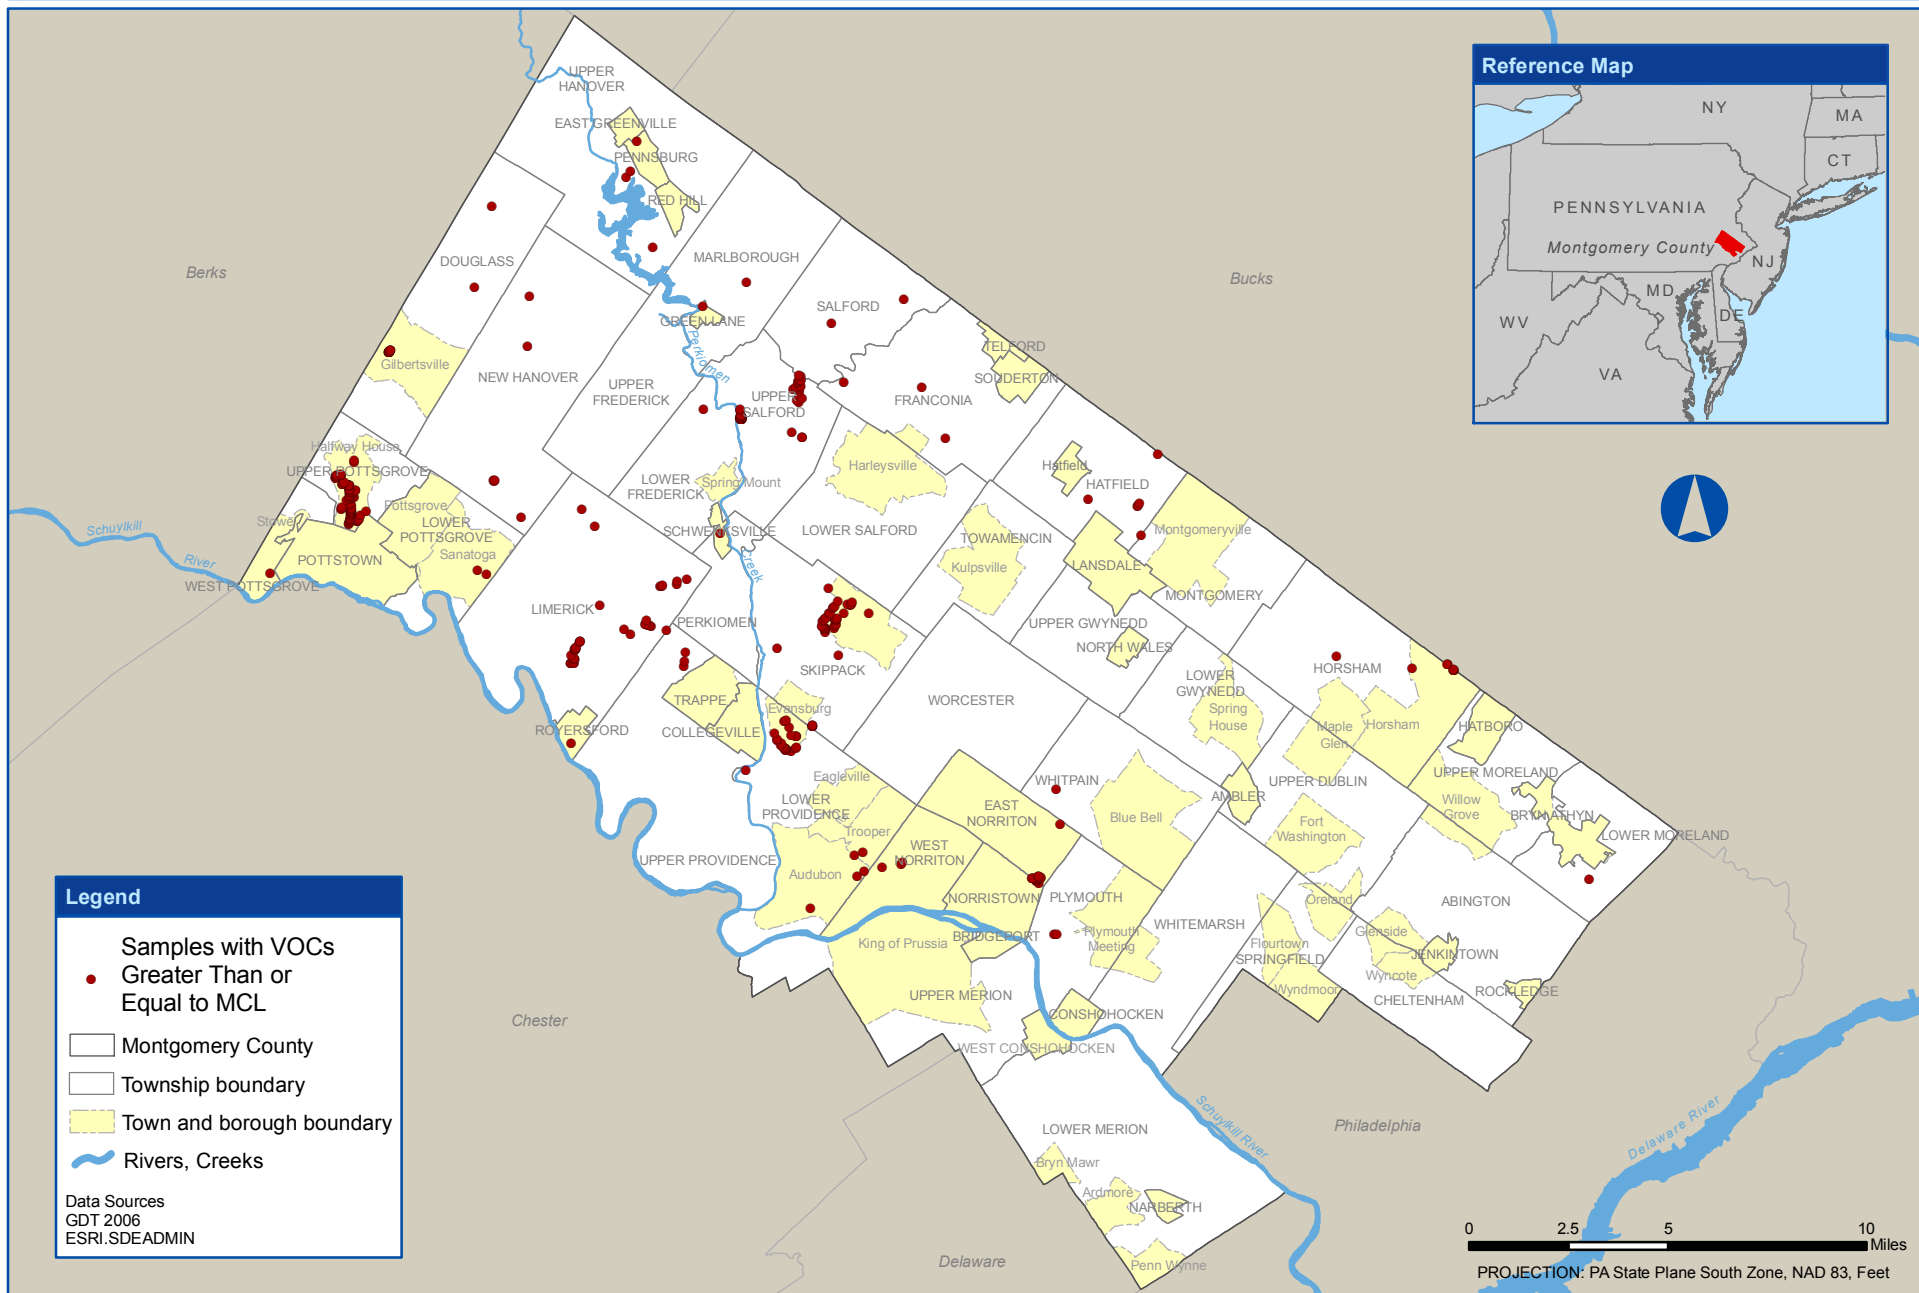 UPPER
HANOVER
EAST GREENVILLE
PENNSBURG
RED HILL
Berks
DOUGLASS
MARLBOROUGH
Bucks
SALFORD
GREEN LANE
Perkiomen
Creek
TELFORD
SOUDERTON
Gilbertsville
NEW HANOVER
UPPER
FREDERICK
UPPER
SALFORD
FRANCONIA
Halfway House
UPPER POTTSGROVE
Harleysville
Hatfield
HATFIELD
LOWER
FREDERICK
Spring Mount
Pottsgrove
LOWER
POTTSGROVE
Stowe
Sanatoga
POTTSTOWN
WEST POTTSGROVE
Schuylkill
River
SCHWENKSVILLE
LOWER SALFORD
TOWAMENCIN
Kulpsville
LANSDALE
Montgomeryville
MONTGOMERY
LIMERICK
PERKIOMEN
UPPER GWYNEDD
NORTH WALES
SKIPPACK
LOWER
GWYNEDD
Spring
House
HORSHAM
Horsham
Maple
Glen
HATBORO
TRAPPE
COLLEGEVILLE
Evansburg
WORCESTER
ROYERSFORD
Eagleville
LOWER
PROVIDENCE
Trooper
WHITPAIN
Blue Bell
AMBLER
UPPER DUBLIN
Fort
Washington
UPPER MORELAND
Willow
Grove
BRYN ATHYN
LOWER MORELAND
EAST
NORRITON
WEST
NORRITON
UPPER PROVIDENCE
Audubon
NORRISTOWN
PLYMOUTH
Plymouth
Meeting
WHITEMARSH
Oreland
ABINGTON
Glenside
JENKINTOWN
Wyncote
Flourtown
SPRINGFIELD
Wyndmoor
CHELTENHAM
ROCKLEDGE
King of Prussia
BRIDGEPORT
UPPER MERION
CONSHOHOCKEN
WEST CONSHOHOCKEN
Chester
LOWER MERION
Schuylkill River
Philadelphia
Delaware River
Bryn Mawr
Ardmore
NARBERTH
Penn Wynne
Delaware
Reference Map
NY
MA
CT
PENNSYLVANIA
Montgomery County
NJ
MD
DE
WV
VA
Legend
Samples with VOCs
Greater Than or
Equal to MCL
Montgomery County
Township boundary
Town and borough boundary
Rivers, Creeks
Data Sources
GDT 2006
ESRI.SDEADMIN
0 2.5 5 10
Miles
PROJECTION: PA State Plane South Zone, NAD 83, Feet